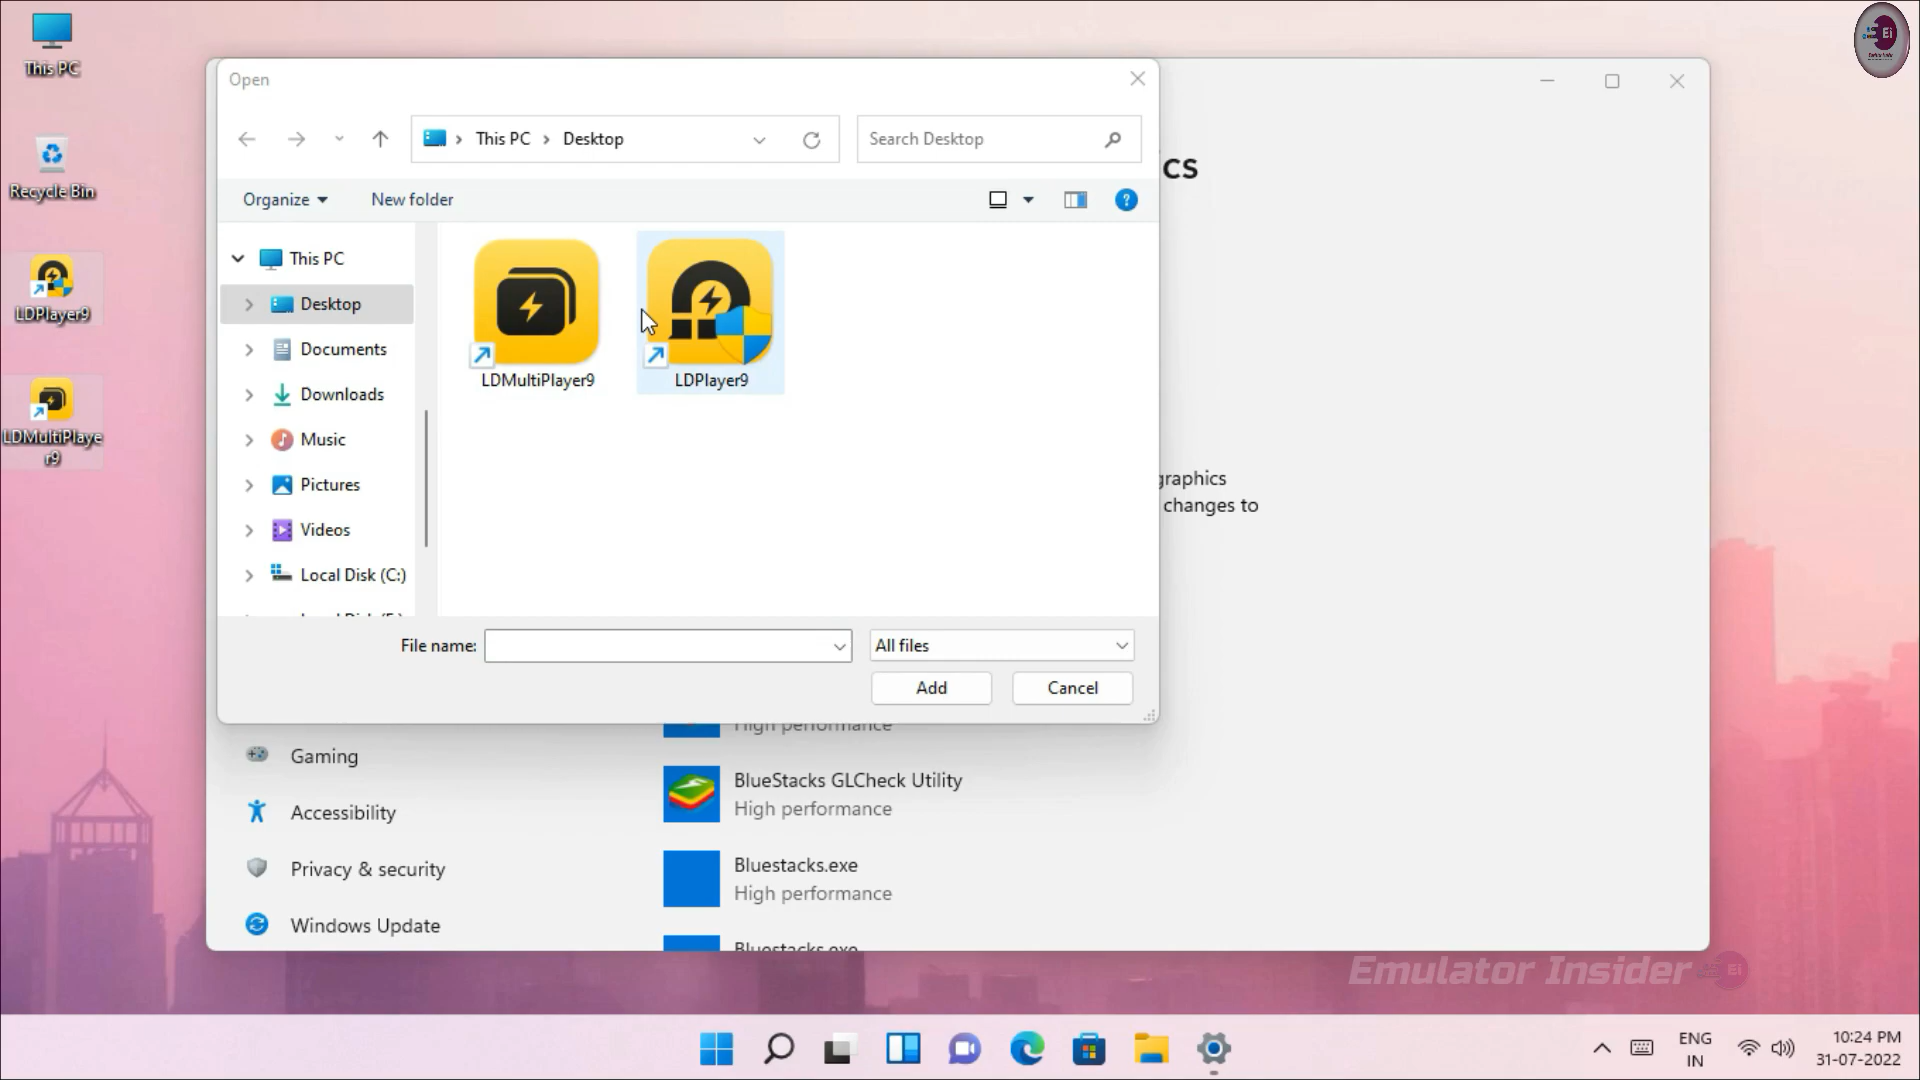 This PC
Recycle Bin
LDPlayer9
LDMultiPlaye
r9
Open
This PC
Desktop
Search Desktop
Organize
New folder
This PC
Desktop
Documents
Downloads
Music
Pictures
Videos
Local Disk (C:)
LDMultiPlayer9
LDPlayer9
File name:
All files
Add
Cancel
cs
graphics
changes to
High performance
Gaming
Accessibility
Privacy & security
Windows Update
BlueStacks GLCheck Utility
High performance
Bluestacks.exe
High performance
Bluestacks.exe
Emulator Insider
Ei
ENG
IN
10:24 PM
31-07-2022